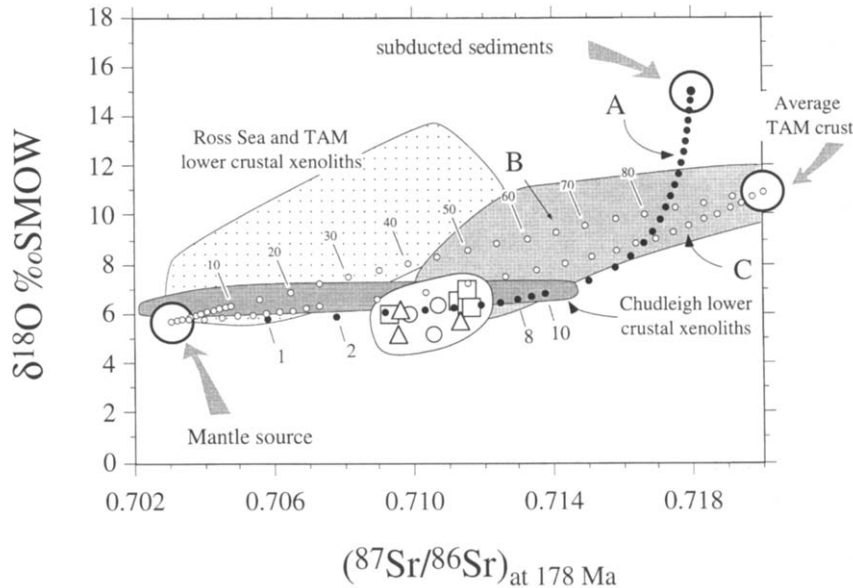 18
16
14
12
10
8
6
4
2
0
δ18O ‰SMOW
subducted sediments
A
Average
TAM crust
Ross Sea and TAM
lower crustal xenoliths
B
10
20
30
40
50
60
70
80
C
Chudleigh lower
crustal xenoliths
1
2
8
10
Mantle source
0.702
0.706
0.710
0.714
0.718
(87Sr/86Sr)at 178 Ma